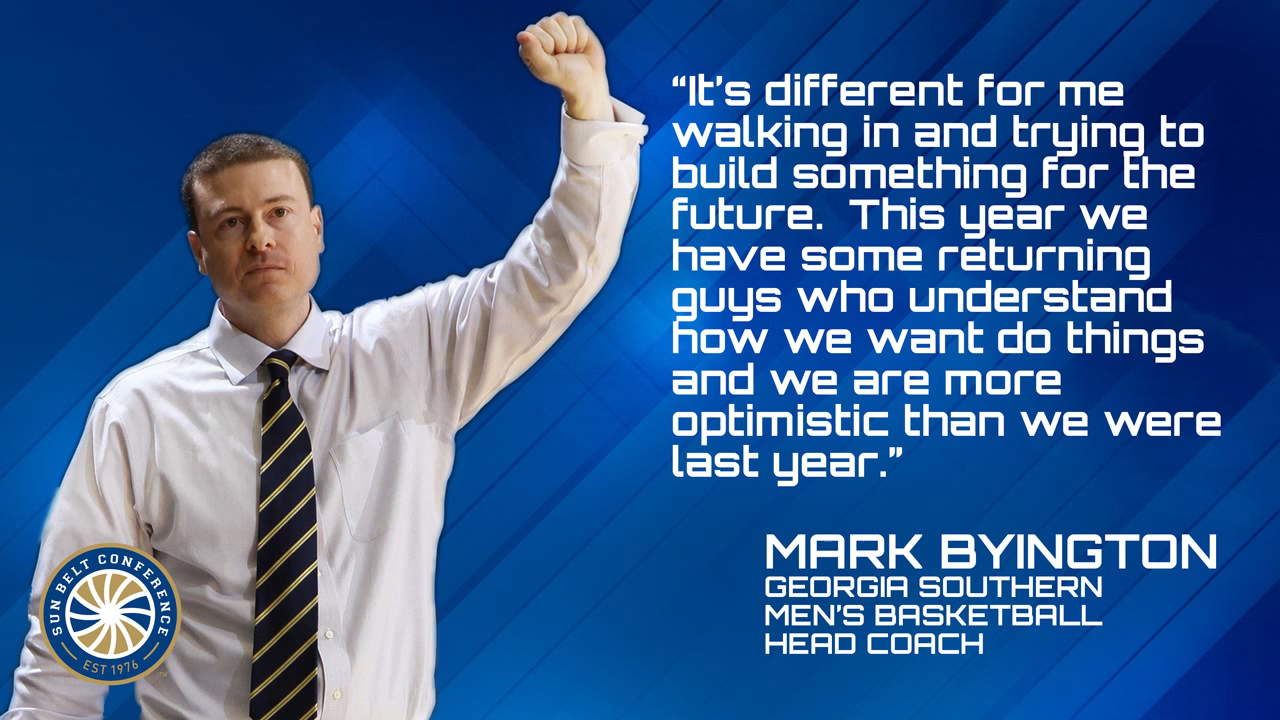 “It’s different for me
walking in and trying to
build something for the
future.  This year we
have some returning
guys who understand
how we want do things
and we are more
optimistic than we were
last year.”
MARK BYINGTON
GEORGIA SOUTHERN
MEN’S BASKETBALL
HEAD COACH
SUN BELT CONFERENCE
EST 1976
TM